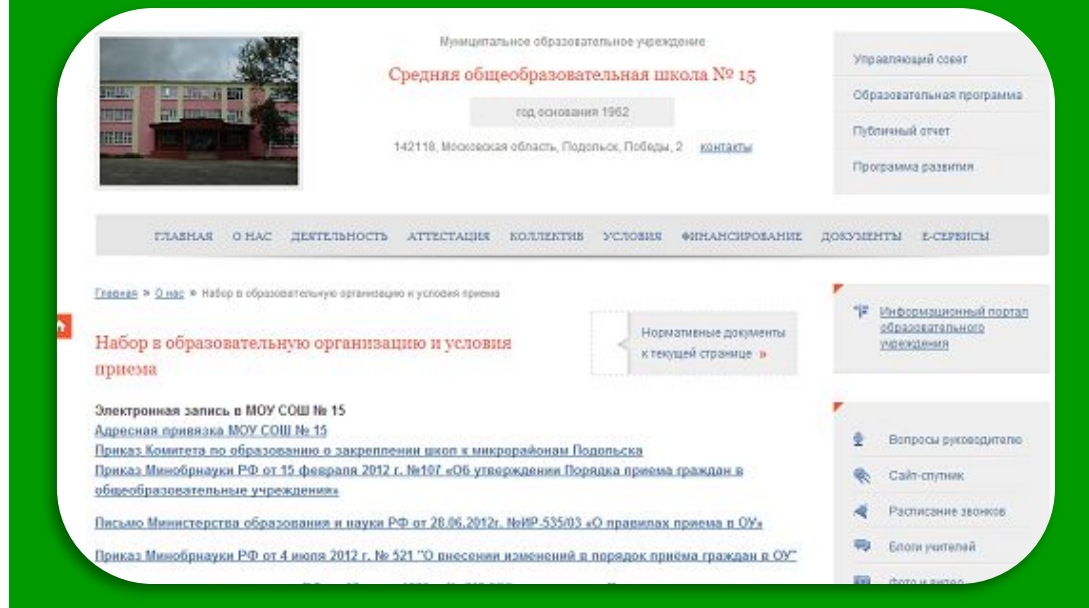 Муниципальное образовательное учреждение
Средняя общеобразовательная школа № 15
год основания 1962
142118, Московская область, Подольск, Победы, 2 контакты
Управляющий совет
Образовательная программа
Публичный отчет
Программа развития
ГЛАВНАЯ О НАС ДЕЯТЕЛЬНОСТЬ АТТЕСТАЦИЯ КОЛЛЕКТИВ УСЛОВИЯ ФИНАНСИРОВАНИЕ ДОКУМЕНТЫ Е-СЕРВИСЫ
Главная » О нас » Набор в образовательную организацию и условия приема
Набор в образовательную организацию и условия
приема
Нормативные документы
к текущей странице »
Электронная запись в МОУ СОШ № 15
Адресная привязка МОУ СОШ № 15
Приказ Комитета по образованию о закреплении школ к микрорайонам Подольска
Приказ Минобрнауки РФ от 15 февраля 2012 г. №107 «Об утверждении Порядка приема граждан в
общеобразовательные учреждения»
Письмо Министерства образования и науки РФ от 28.06.2012г. №ИР-535/03 «О правилах приема в ОУ»
Приказ Минобрнауки РФ от 4 июля 2012 г. № 521 "О внесении изменений в порядок приёма граждан в ОУ"
Информационный портал
образовательного
учреждения
Вопросы руководителю
Сайт-спутник
Расписание звонков
Блоги учителей
Фото и видео